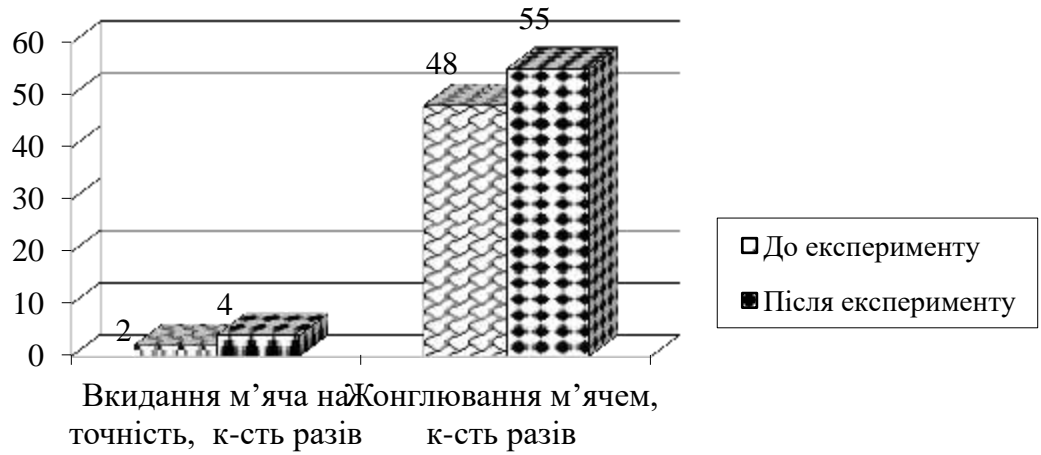 55
60
48
50
40
30
20
10
4
2
0
До експерименту
Після експерименту
Вкидання м’яча на
точність, к-сть разів
Жонглювання м’ячем,
к-сть разів